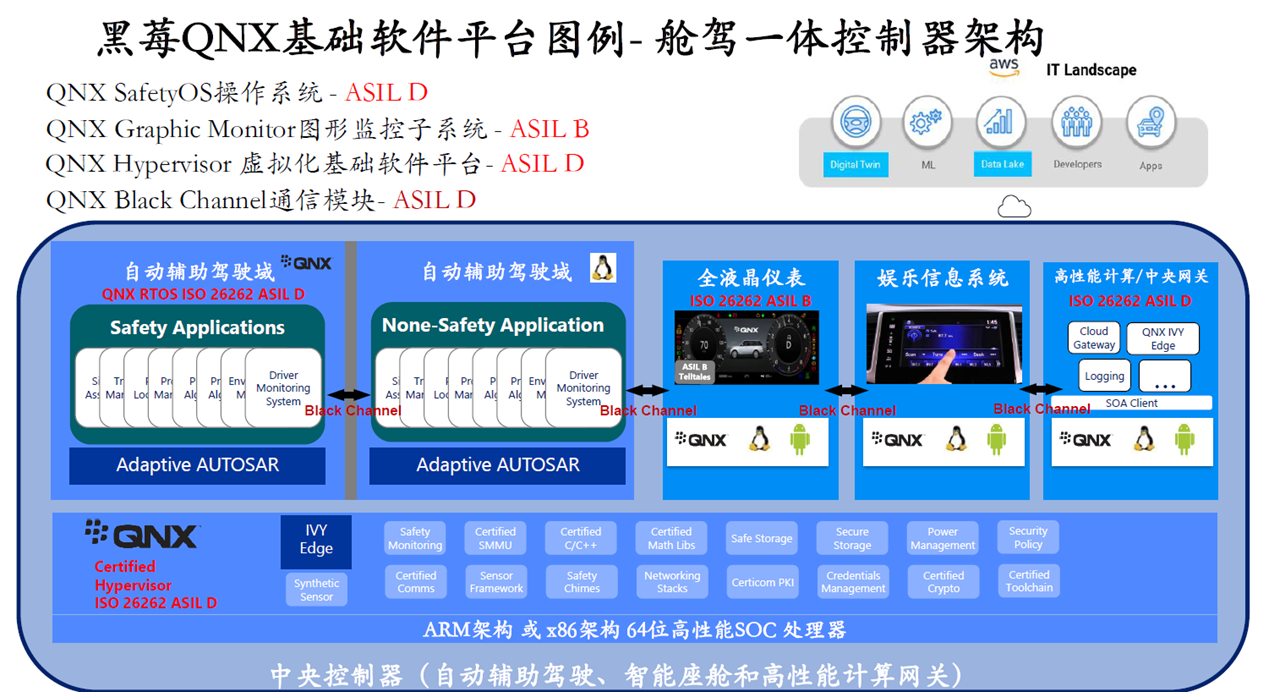 黑莓QNX基础软件平台图例- 舱驾一体控制器架构
QNX SafetyOS操作系统 - ASIL D
QNX Graphic Monitor图形监控子系统 - ASIL B
QNX Hypervisor 虚拟化基础软件平台- ASIL D
QNX Black Channel通信模块- ASIL D
aws
IT Landscape
Digital Twin
ML
Data Lake
Developers
Apps
自动辅助驾驶域
QNX
QNX RTOS ISO 26262 ASIL D
Safety Applications
Driver
Monitoring
System
Adaptive AUTOSAR
Black Channel
自动辅助驾驶域
None-Safety Application
Driver
Monitoring
System
Adaptive AUTOSAR
Black Channel
全液晶仪表
ISO 26262 ASIL B
QNX
70
D
ASIL B
Telltales
QNX
Black Channel
娱乐信息系统
1:45
QNX
Black Channel
高性能计算/中央网关
ISO 26262 ASIL D
Cloud
Gateway
QNX IVY
Edge
Logging
...
SOA Client
QNX
QNX
Certified
Hypervisor
ISO 26262 ASIL D
IVY
Edge
Synthetic
Sensor
Safety
Monitoring
Certified
SMMU
Certified
C/C++
Certified
Math Libs
Safe Storage
Secure
Storage
Power
Management
Security
Policy
Certified
Comms
Sensor
Framework
Safety
Chimes
Networking
Stacks
Certicom PKI
Credentials
Management
Certified
Crypto
Certified
Toolchain
ARM架构 或 x86架构 64位高性能SOC 处理器
中央控制器（自动辅助驾驶、智能座舱和高性能计算网关）